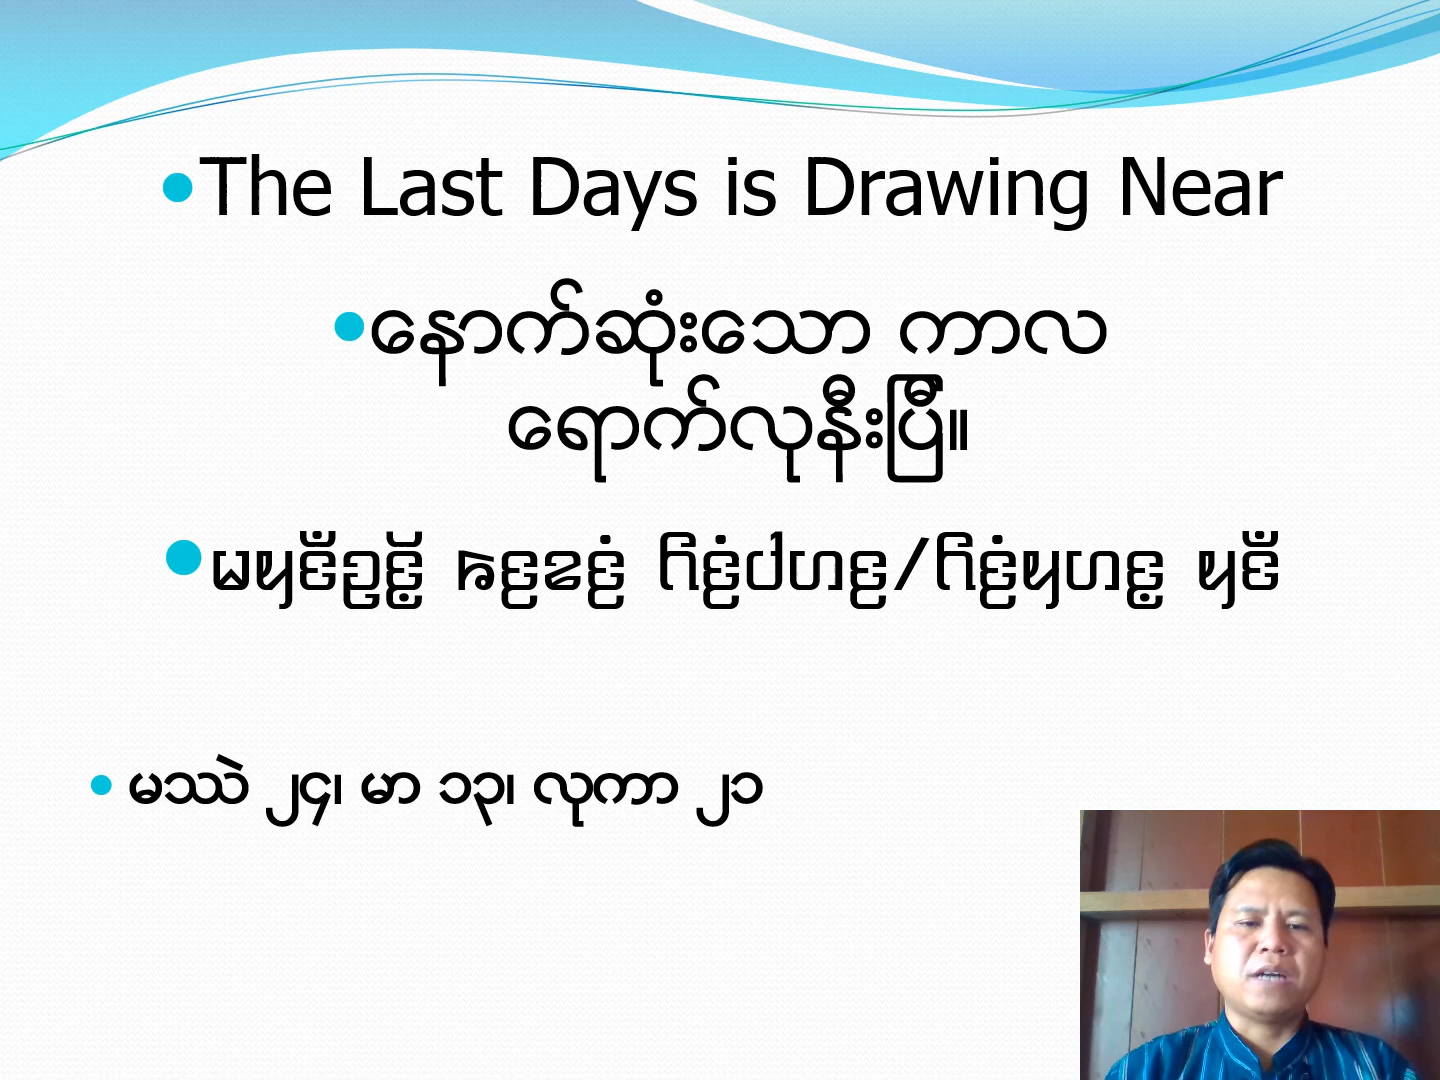 The Last Days is Drawing Near
နောက်ဆုံးသော ကာလ
ရောက်လုနီးပြီ။
မဿဲ ၂၄၊ မာ ၁၃၊ လုကာ ၂၁